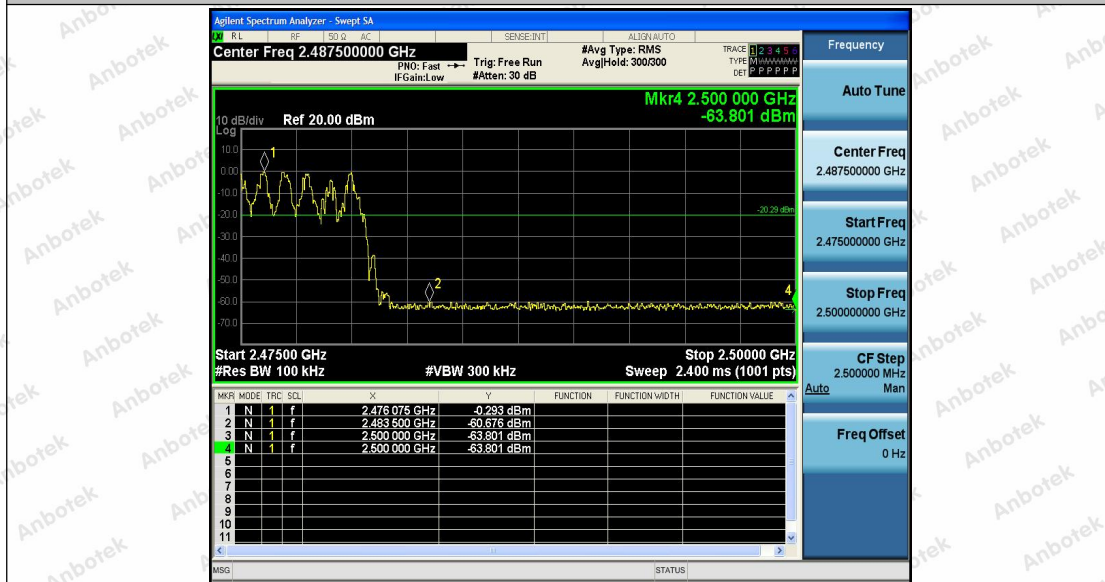 Agilent Spectrum Analyzer - Swept SA
RL RF 50 Ω AC SENSE:INT ALIGNAUTO
Center Freq 2.487500000 GHz
PNO: Fast
IFGain:Low
Trig: Free Run
#Atten: 30 dB
#Avg Type: RMS
Avg|Hold: 300/300
TRACE 1 2 3 4 5 6
TYPE M
DET P P P P P P
Mkr4 2.500 000 GHz
-63.801 dBm
10 dB/div Ref 20.00 dBm
Log
10.0
0.00
-10.0
-20.0
-30.0
-40.0
-50.0
-60.0
-70.0
1
2
4
-20.29 dBm
Start 2.47500 GHz Stop 2.50000 GHz
#Res BW 100 kHz #VBW 300 kHz Sweep 2.400 ms (1001 pts)
MKR MODE TRC SCL X Y FUNCTION FUNCTION WIDTH FUNCTION VALUE
1 N 1 f 2.476 075 GHz -0.293 dBm
2 N 1 f 2.483 500 GHz -60.676 dBm
3 N 1 f 2.500 000 GHz -63.801 dBm
4 N 1 f 2.500 000 GHz -63.801 dBm
5
6
7
8
9
10
11
MSG STATUS
Frequency
Auto Tune
Center Freq
2.487500000 GHz
Start Freq
2.475000000 GHz
Stop Freq
2.500000000 GHz
CF Step
2.500000 MHz
Auto Man
Freq Offset
0 Hz
Anbotek